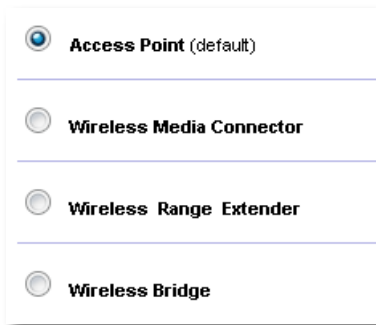 Access Point (default)
Wireless Media Connector
Wireless Range Extender
Wireless Bridge